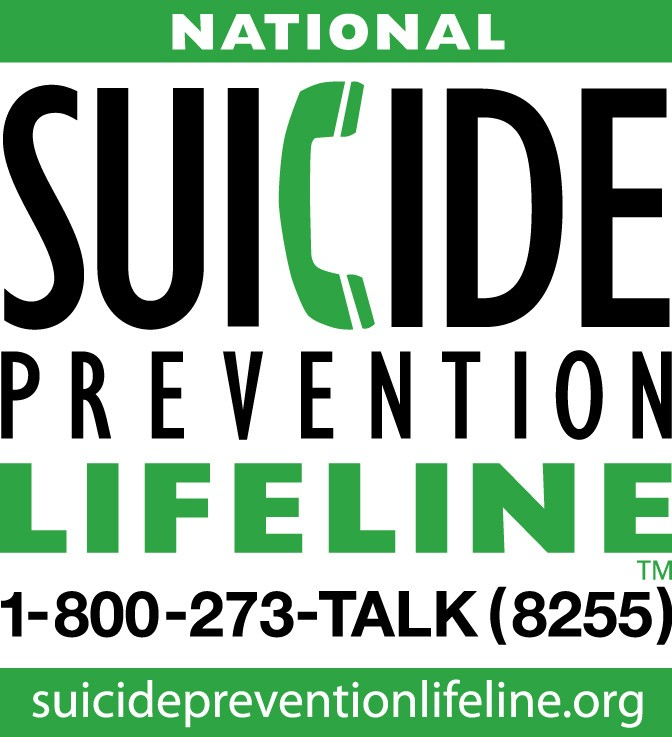 NATIONAL
SUICIDE
PREVENTION
LIFELINE
TM
1-800-273-TALK (8255)
suicidepreventionlifeline.org